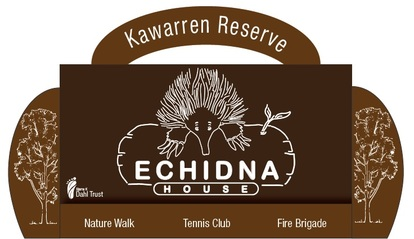 Kawarren Reserve
ECHIDNA
HOUSE
Dahl Trust
Nature Walk
Tennis Club
Fire Brigade